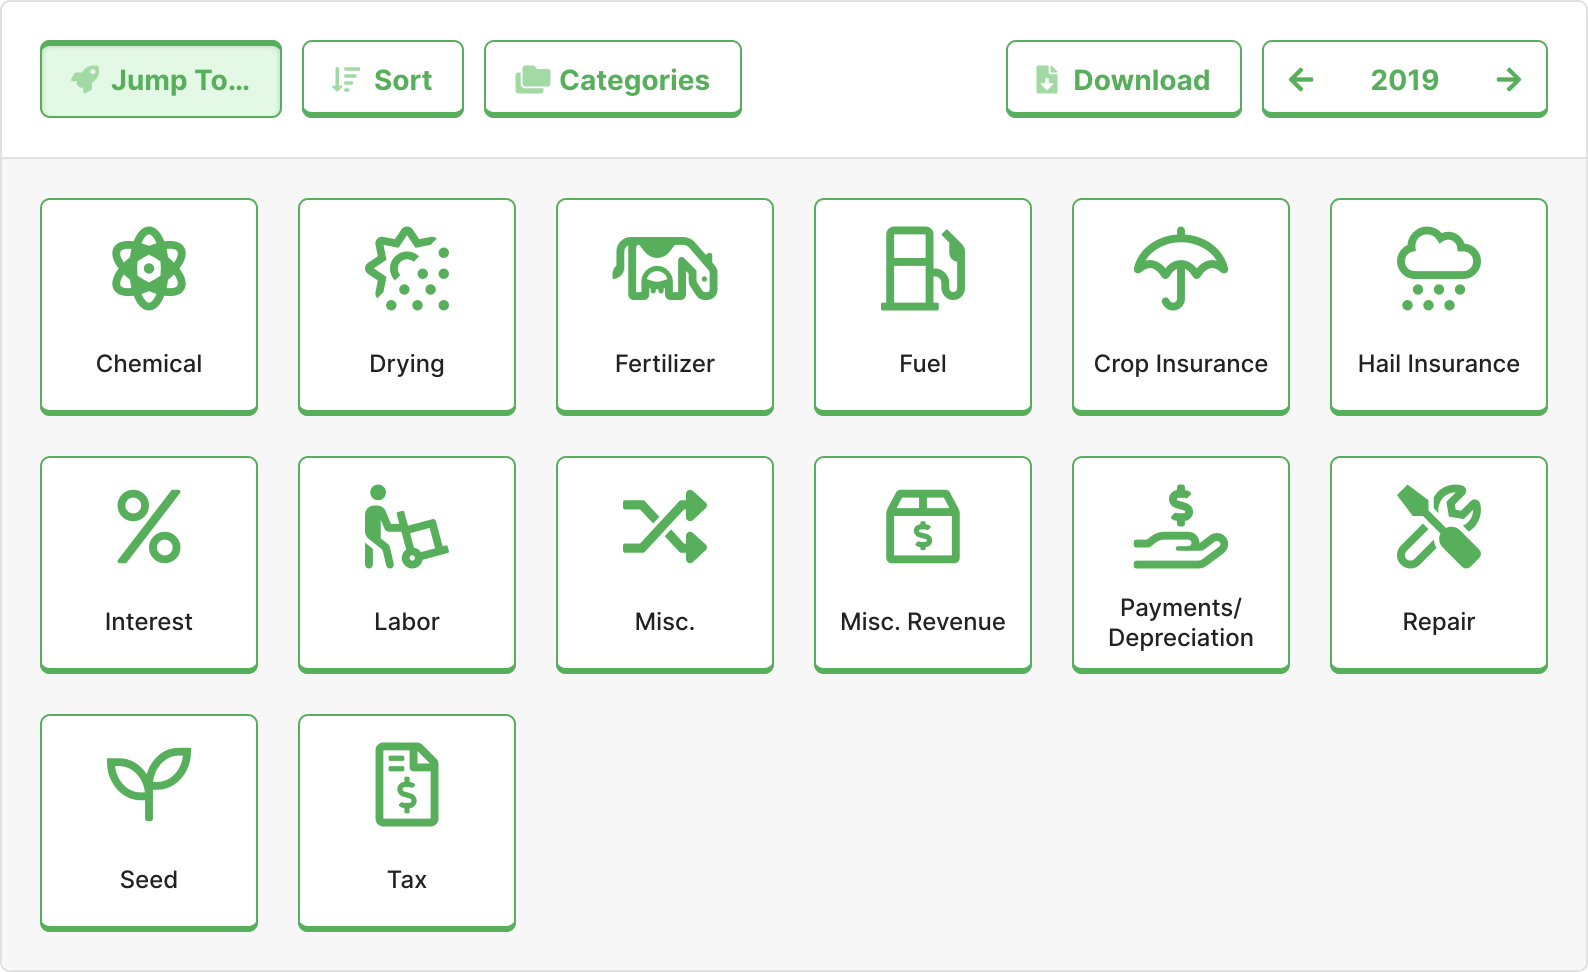 Jump To...
Sort
Categories
Download
2019
Chemical
Drying
Fertilizer
Fuel
Crop Insurance
Hail Insurance
Interest
Labor
Misc.
Misc. Revenue
Payments/
Depreciation
Repair
Seed
Tax